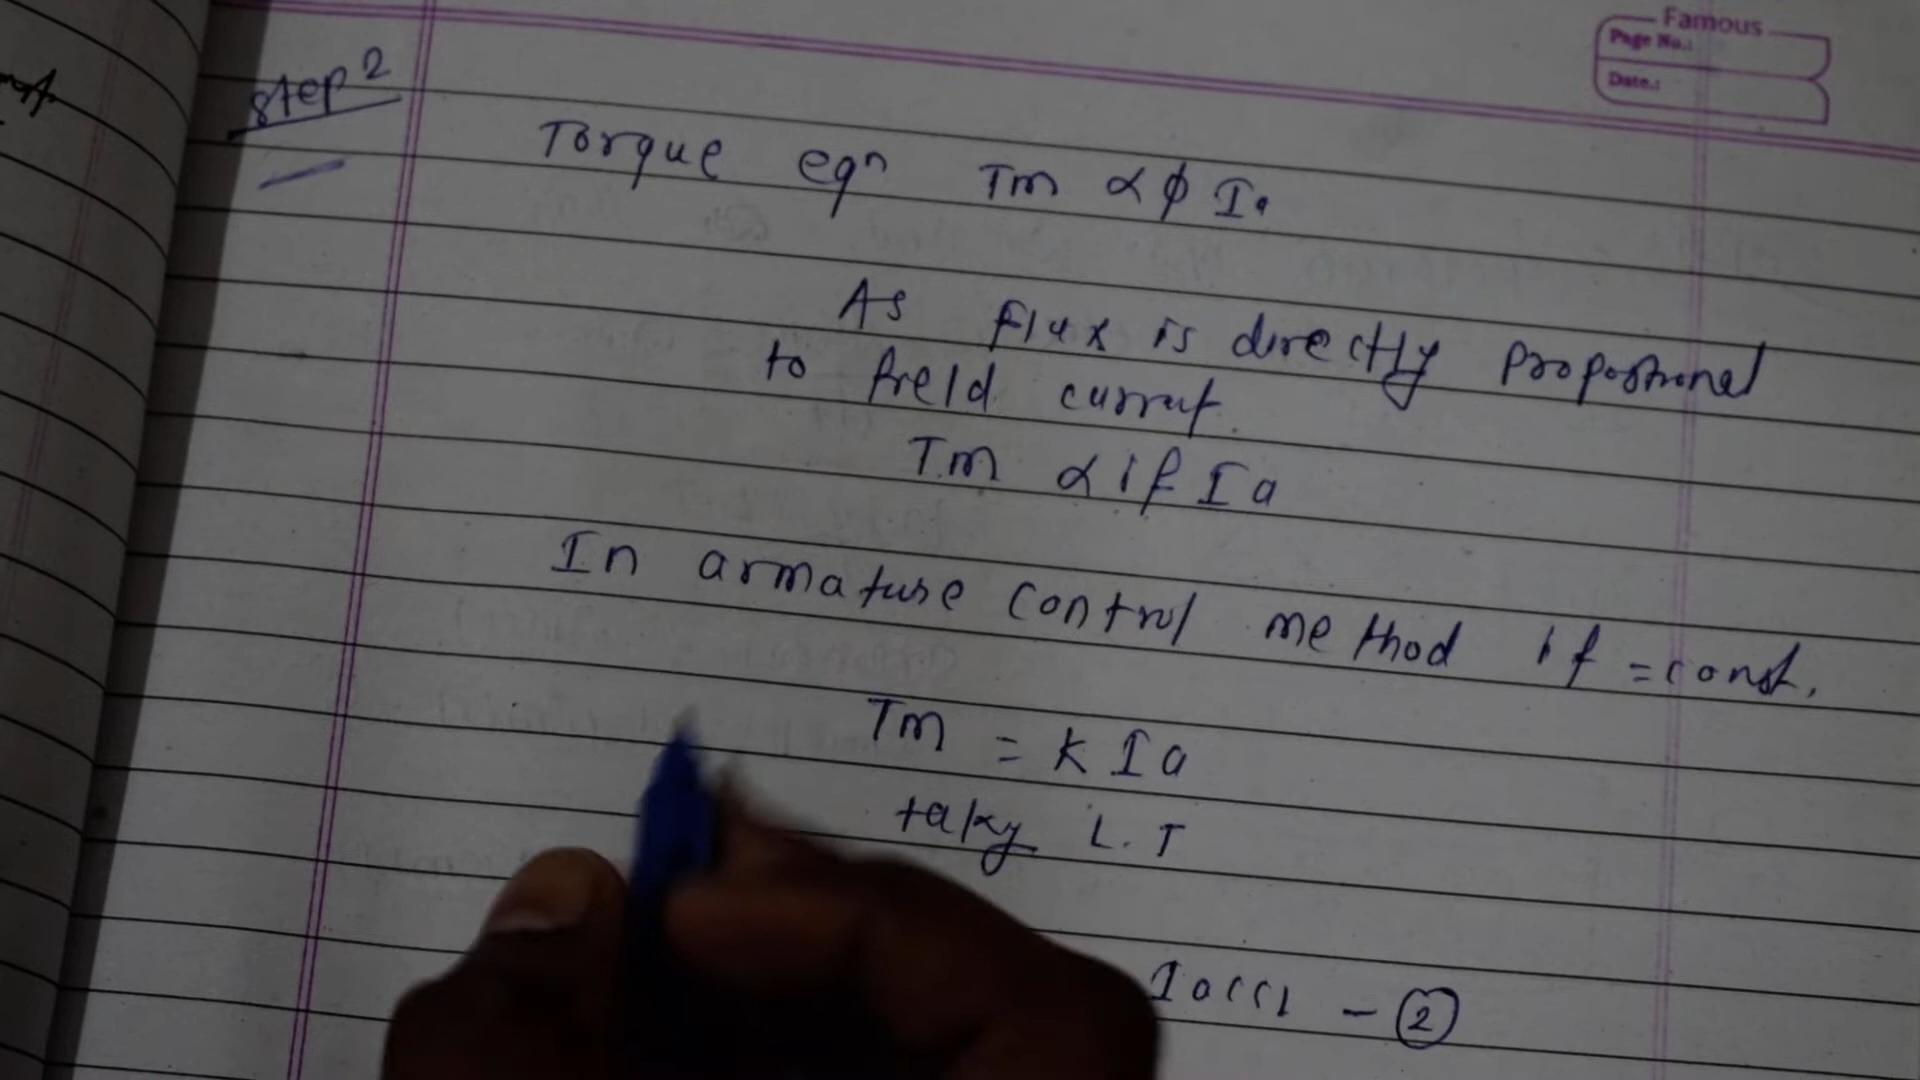 Famous
Page No.:
Date.:
step 2
Torque eqn Tm ∝ ϕ Ia
As flux is directly proportional
to field current.
Tm ∝ if Ia
In armature control method if = const.
Tm = K Ia
taking L.T
Ia(s) - ②